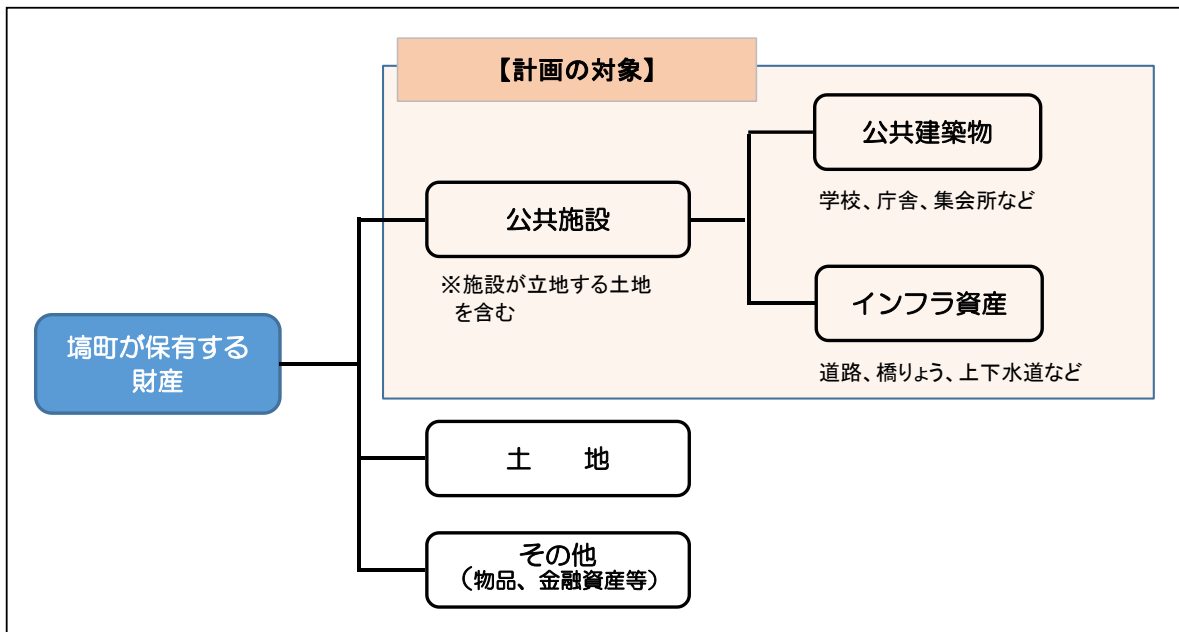 【計画の対象】
公共建築物
学校、庁舎、集会所など
公共施設
※施設が立地する土地
を含む
インフラ資産
道路、橋りょう、上下水道など
塙町が保有する
財産
土　　地
その他
（物品、金融資産等）